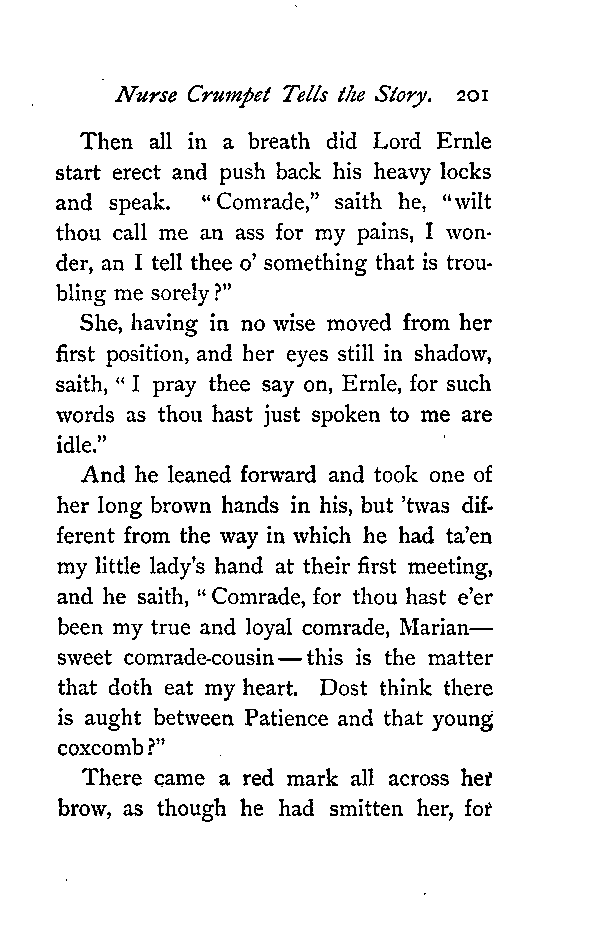 Nurse Crumpet Tells the Story. 201
Then all in a breath did Lord Ernle
start erect and push back his heavy locks
and speak. "Comrade," saith he, "wilt
thou call me an ass for my pains, I won-
der, an I tell thee o' something that is trou-
bling me sorely?"
She, having in no wise moved from her
first position, and her eyes still in shadow,
saith, "I pray thee say on, Ernle, for such
words as thou hast just spoken to me are
idle."
And he leaned forward and took one of
her long brown hands in his, but 'twas dif-
ferent from the way in which he had ta'en
my little lady's hand at their first meeting,
and he saith, "Comrade, for thou hast e'er
been my true and loyal comrade, Marian—
sweet comrade-cousin—this is the matter
that doth eat my heart. Dost think there
is aught between Patience and that young
coxcomb?"
There came a red mark all across her
brow, as though he had smitten her, for